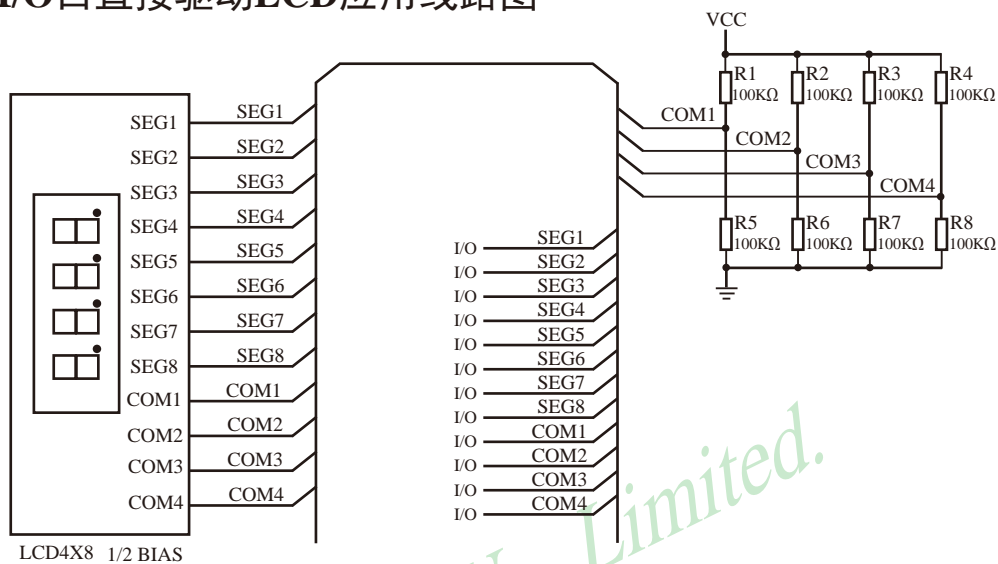 I/O口直接驱动LCD应用线路图
VCC
R1
100KΩ
R2
100KΩ
R3
100KΩ
R4
100KΩ
COM1
COM2
COM3
COM4
R5
100KΩ
R6
100KΩ
R7
100KΩ
R8
100KΩ
SEG1 SEG1
SEG2 SEG2
SEG3 SEG3
SEG4 SEG4
SEG5 SEG5
SEG6 SEG6
SEG7 SEG7
SEG8 SEG8
COM1 COM1
COM2 COM2
COM3 COM3
COM4 COM4
I/O SEG1
I/O SEG2
I/O SEG3
I/O SEG4
I/O SEG5
I/O SEG6
I/O SEG7
I/O SEG8
I/O COM1
I/O COM2
I/O COM3
I/O COM4
LCD4X8 1/2 BIAS
Limited.